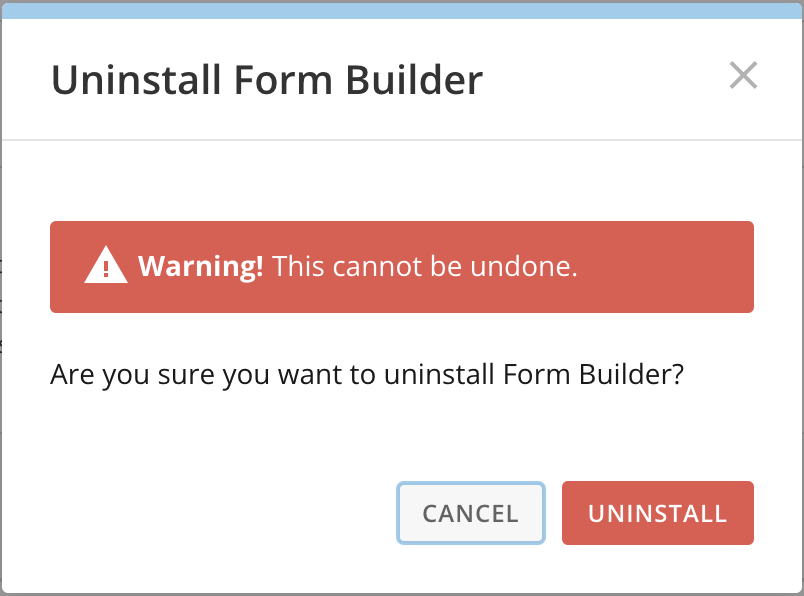 Uninstall Form Builder
Warning! This cannot be undone.
Are you sure you want to uninstall Form Builder?
CANCEL
UNINSTALL